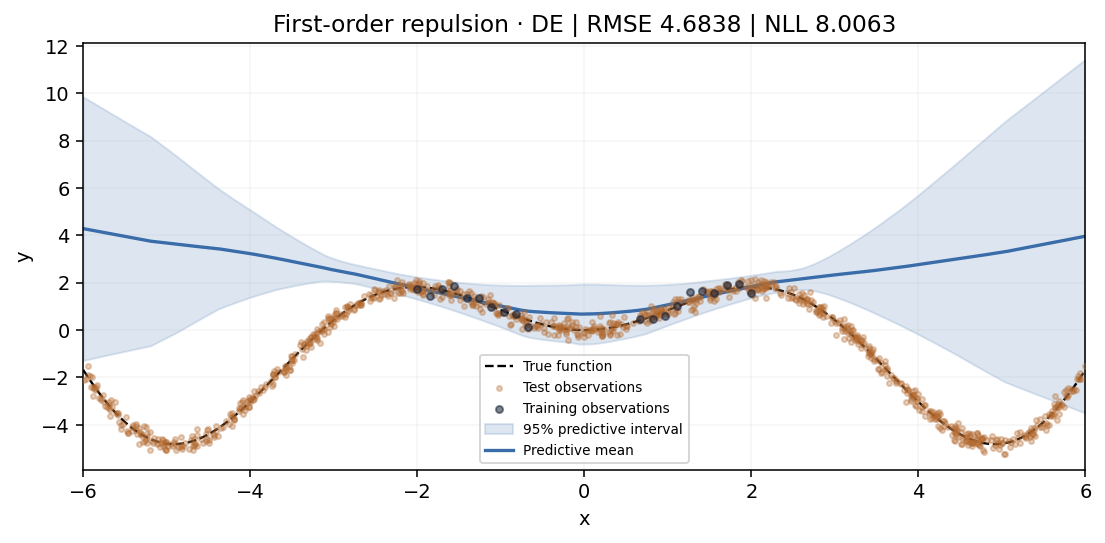 First-order repulsion · DE | RMSE 4.6838 | NLL 8.0063
12
10
8
6
4
2
0
−2
−4
y
True function
Test observations
Training observations
95% predictive interval
Predictive mean
−6
−4
−2
0
2
4
6
x